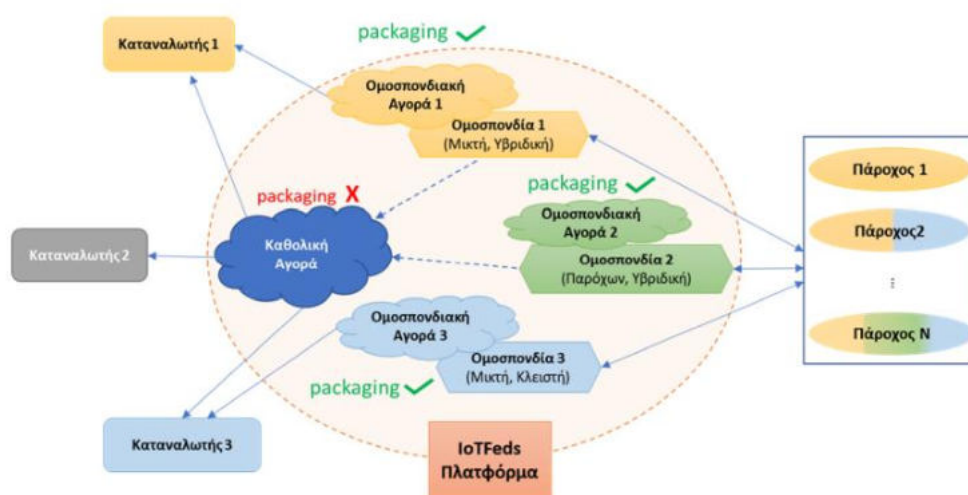 packaging
Καταναλωτής 1
Ομοσπονδιακή
Αγορά 1
Ομοσπονδία 1
(Μικτή, Υβριδική)
packaging
packaging X
Ομοσπονδιακή
Αγορά 2
Καθολική
Αγορά
Καταναλωτής 2
Ομοσπονδία 2
(Παρόχων, Υβριδική)
Ομοσπονδιακή
Αγορά 3
Ομοσπονδία 3
(Μικτή, Κλειστή)
packaging
Καταναλωτής 3
IoTFeds
Πλατφόρμα
Πάροχος 1
Πάροχος2
...
Πάροχος N